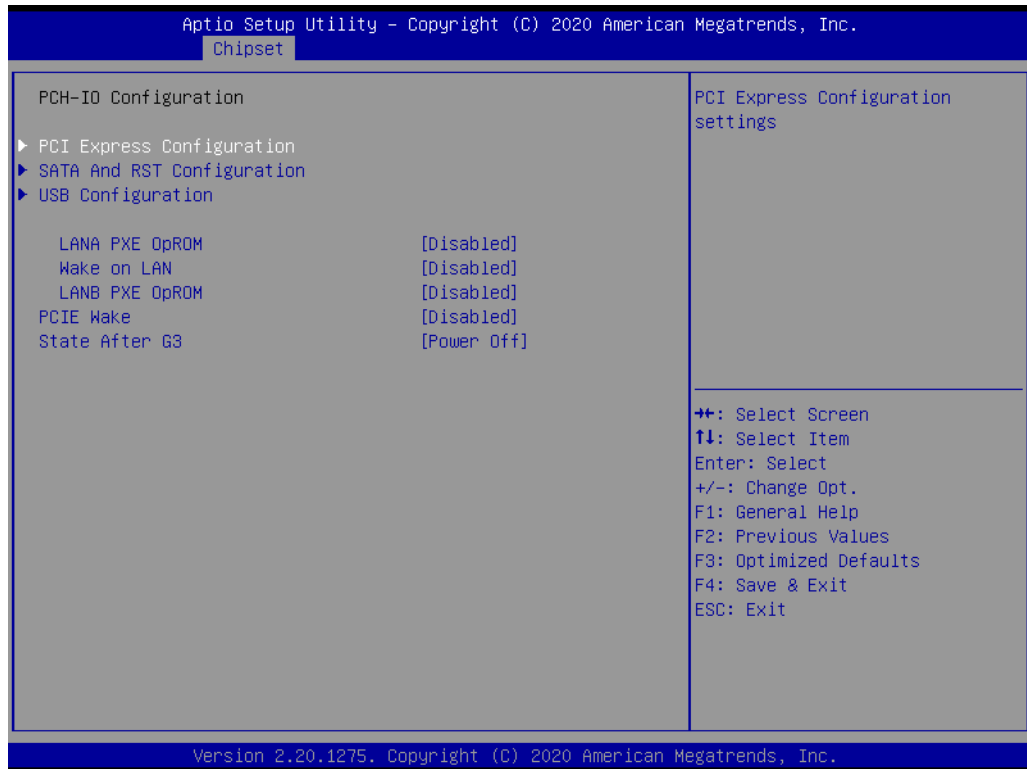 Aptio Setup Utility – Copyright (C) 2020 American Megatrends, Inc.
Chipset
PCH-IO Configuration
PCI Express Configuration
SATA And RST Configuration
USB Configuration
LANA PXE OpROM [Disabled]
Wake on LAN [Disabled]
LANB PXE OpROM [Disabled]
PCIE Wake [Disabled]
State After G3 [Power Off]
PCI Express Configuration
settings
→←: Select Screen
↑↓: Select Item
Enter: Select
+/-: Change Opt.
F1: General Help
F2: Previous Values
F3: Optimized Defaults
F4: Save & Exit
ESC: Exit
Version 2.20.1275. Copyright (C) 2020 American Megatrends, Inc.